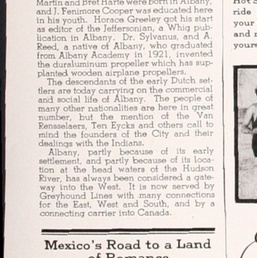 Martin and Bret Harte were born in Albany,
and J. Fenimore Cooper was educated here
in his youth. Horace Greeley got his start
as editor of the Jeffersonian, a Whig pub-
lication in Albany. Dr. Sylvanus, and A.
Reed, a native of Albany, who graduated
from Albany Academy in 1921, invented
the duraluminum propeller which has sup-
planted wooden airplane propellers.
The descendants of the early Dutch set-
tlers are today carrying on the commercial
and social life of Albany. The people of
many other nationalities are here in great
number, but the mention of the Van
Rensselaers, Ten Eycks and others call to
mind the founders of the City and their
dealings with the Indians.
Albany, partly because of its early
settlement, and partly because of its loca-
tion at the head waters of the Hudson
River, has always been considered a gate-
way into the West. It is now served by
Greyhound Lines with many connections
for the East, West and South, and by a
connecting carrier into Canada.
Mexico's Road to a Land
of Romance
ride
your
and r
youre